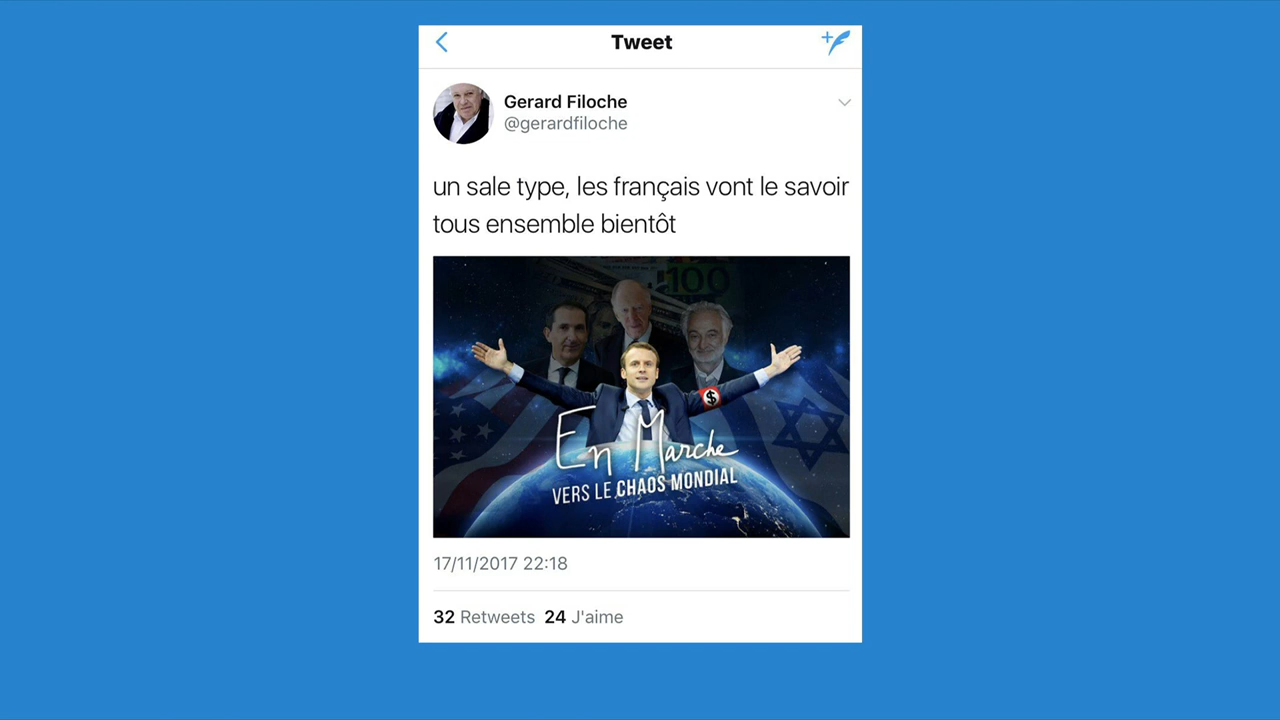 Tweet
Gerard Filoche
@gerardfiloche
un sale type, les français vont le savoir
tous ensemble bientôt
100
$
En Marche
VERS LE CHAOS MONDIAL
17/11/2017 22:18
32 Retweets 24 J'aime